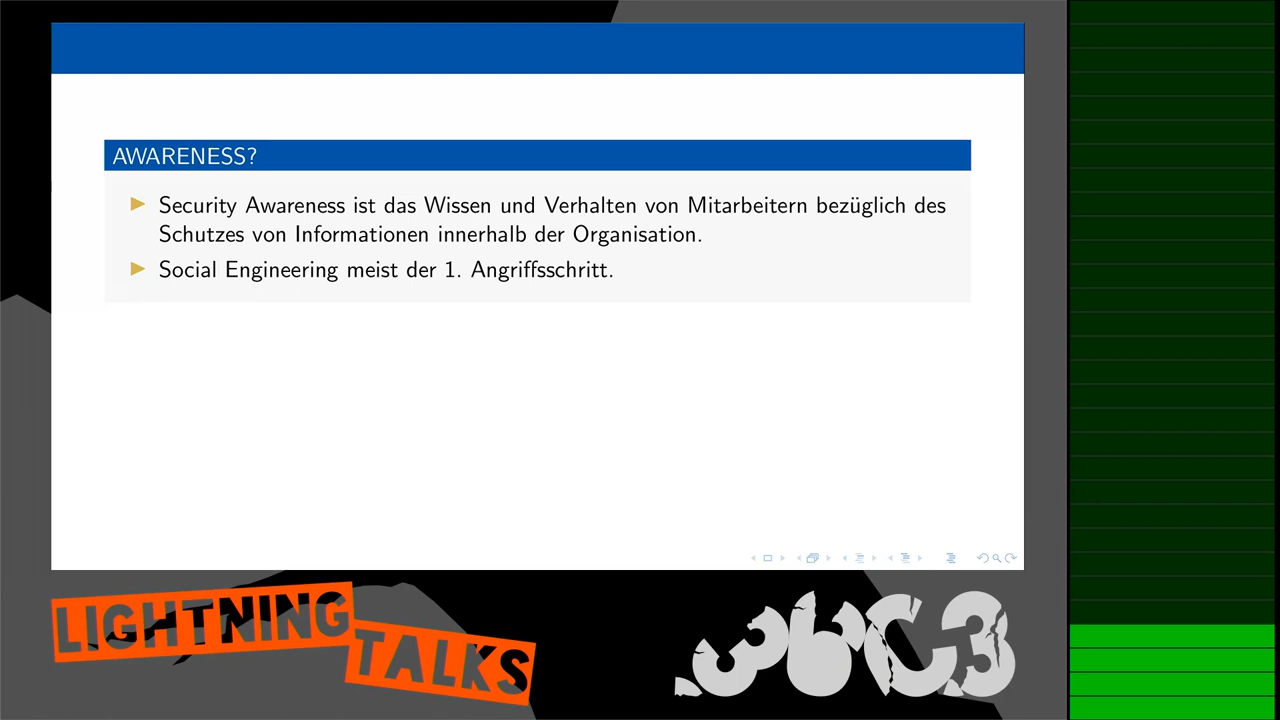 AWARENESS?
Security Awareness ist das Wissen und Verhalten von Mitarbeitern bezüglich des
Schutzes von Informationen innerhalb der Organisation.
Social Engineering meist der 1. Angriffsschritt.
LIGHTNING
TALKS
36C3